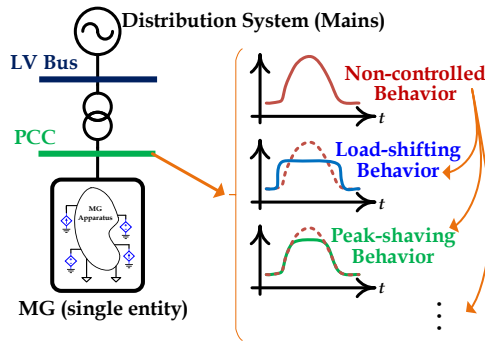 Distribution System (Mains)
LV Bus
PCC
MG
Apparatus
MG (single entity)
Non-controlled
Behavior
t
Load-shifting
Behavior
t
Peak-shaving
Behavior
t